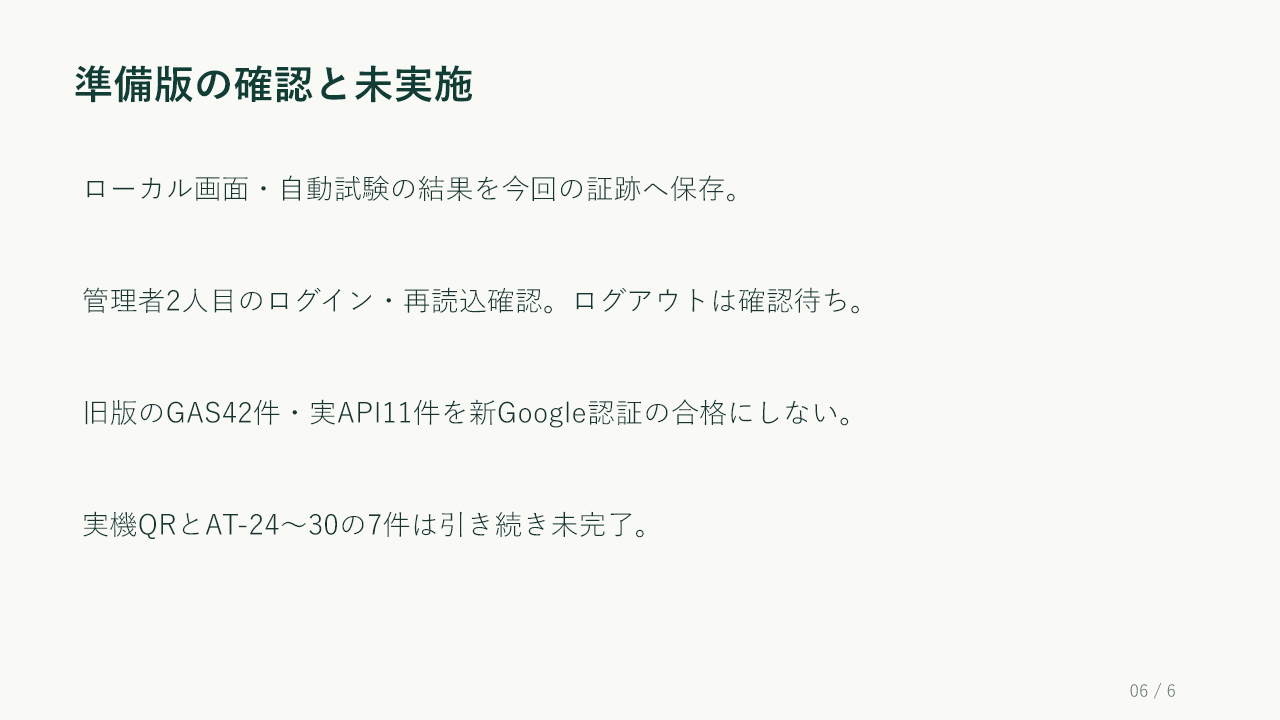 準備版の確認と未実施
ローカル画面・自動試験の結果を今回の証跡へ保存。
管理者2人目のログイン・再読込確認。ログアウトは確認待ち。
旧版のGAS42件・実API11件を新Google認証の合格にしない。
実機QRとAT-24〜30の7件は引き続き未完了。
06 / 6